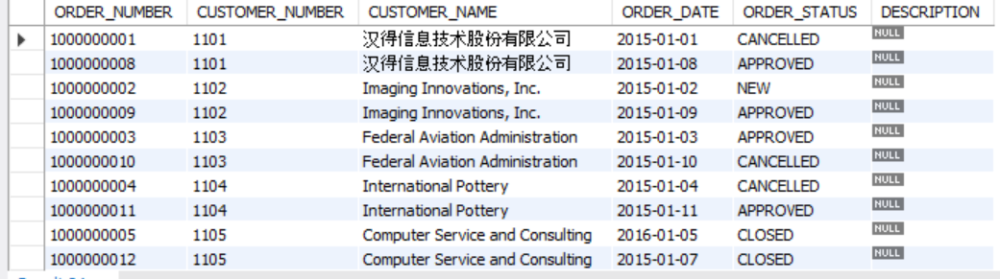 ORDER_NUMBER CUSTOMER_NUMBER CUSTOMER_NAME ORDER_DATE ORDER_STATUS DESCRIPTION
1000000001 1101 汉得信息技术股份有限公司 2015-01-01 CANCELLED NULL
1000000008 1101 汉得信息技术股份有限公司 2015-01-08 APPROVED NULL
1000000002 1102 Imaging Innovations, Inc. 2015-01-02 NEW NULL
1000000009 1102 Imaging Innovations, Inc. 2015-01-09 APPROVED NULL
1000000003 1103 Federal Aviation Administration 2015-01-03 APPROVED NULL
1000000010 1103 Federal Aviation Administration 2015-01-10 CANCELLED NULL
1000000004 1104 International Pottery 2015-01-04 CANCELLED NULL
1000000011 1104 International Pottery 2015-01-11 APPROVED NULL
1000000005 1105 Computer Service and Consulting 2016-01-05 CLOSED NULL
1000000012 1105 Computer Service and Consulting 2015-01-07 CLOSED NULL